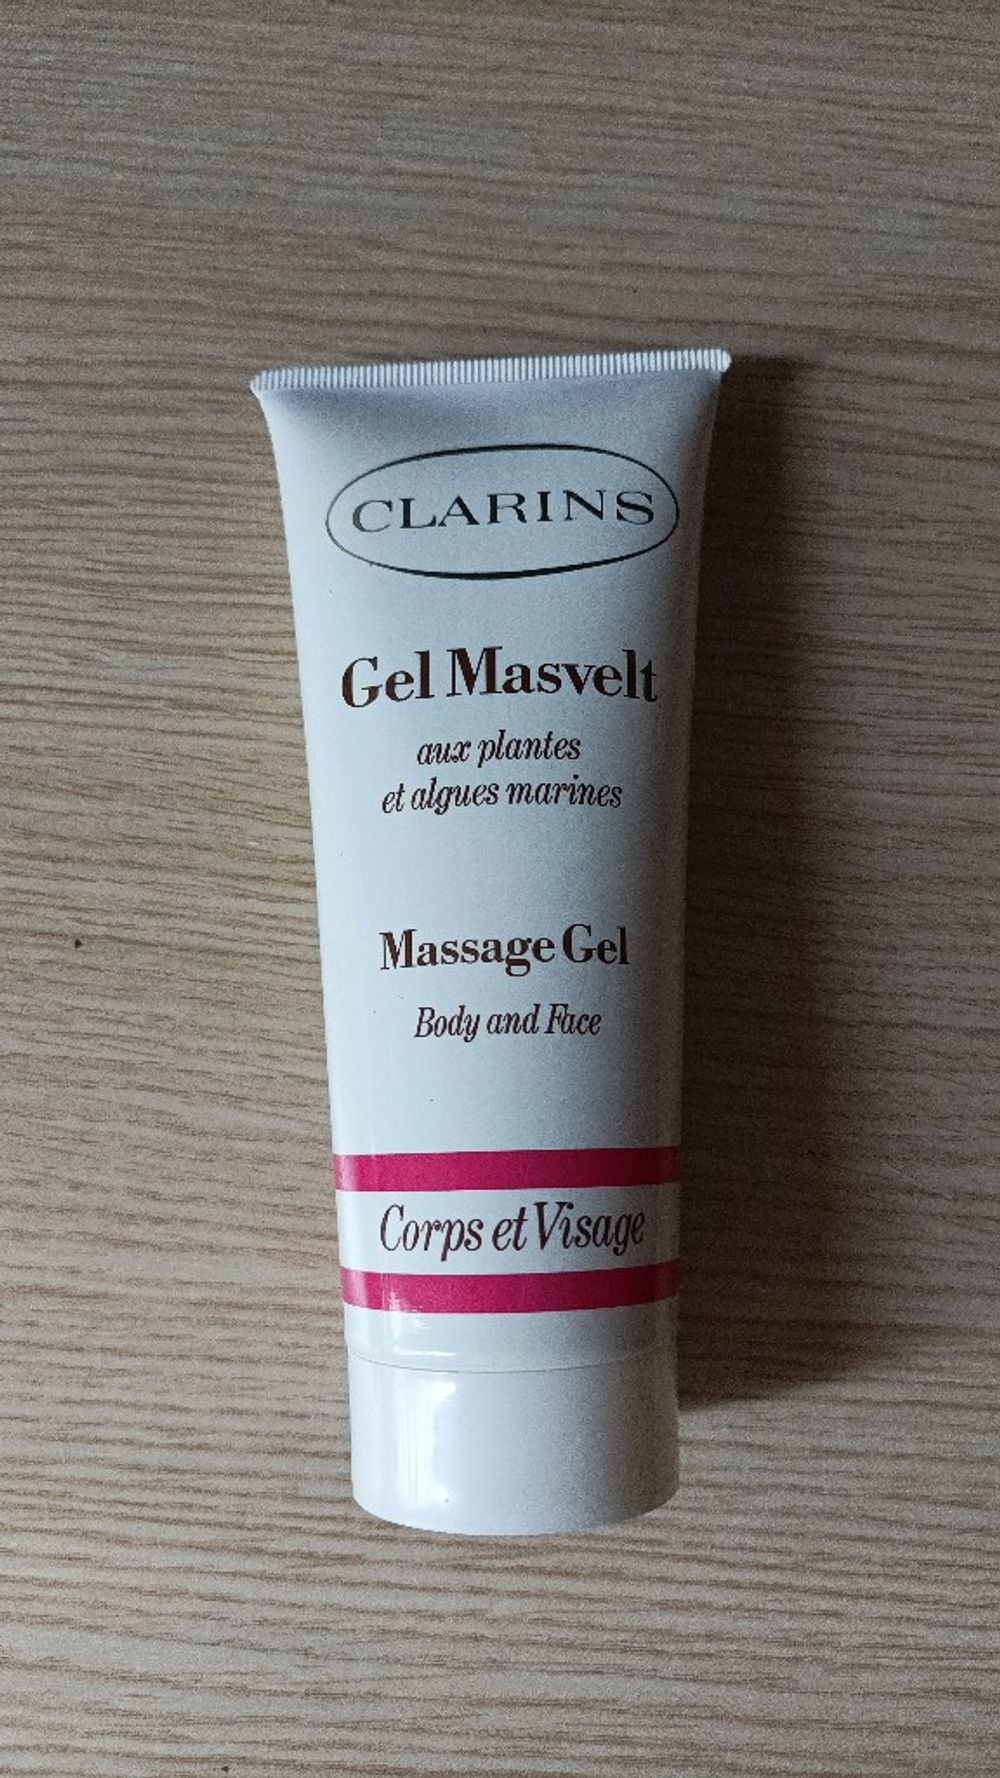 CLARINS
Gel Masvelt
aux plantes
et algues marines
Massage Gel
Body and Face
Corps et Visage